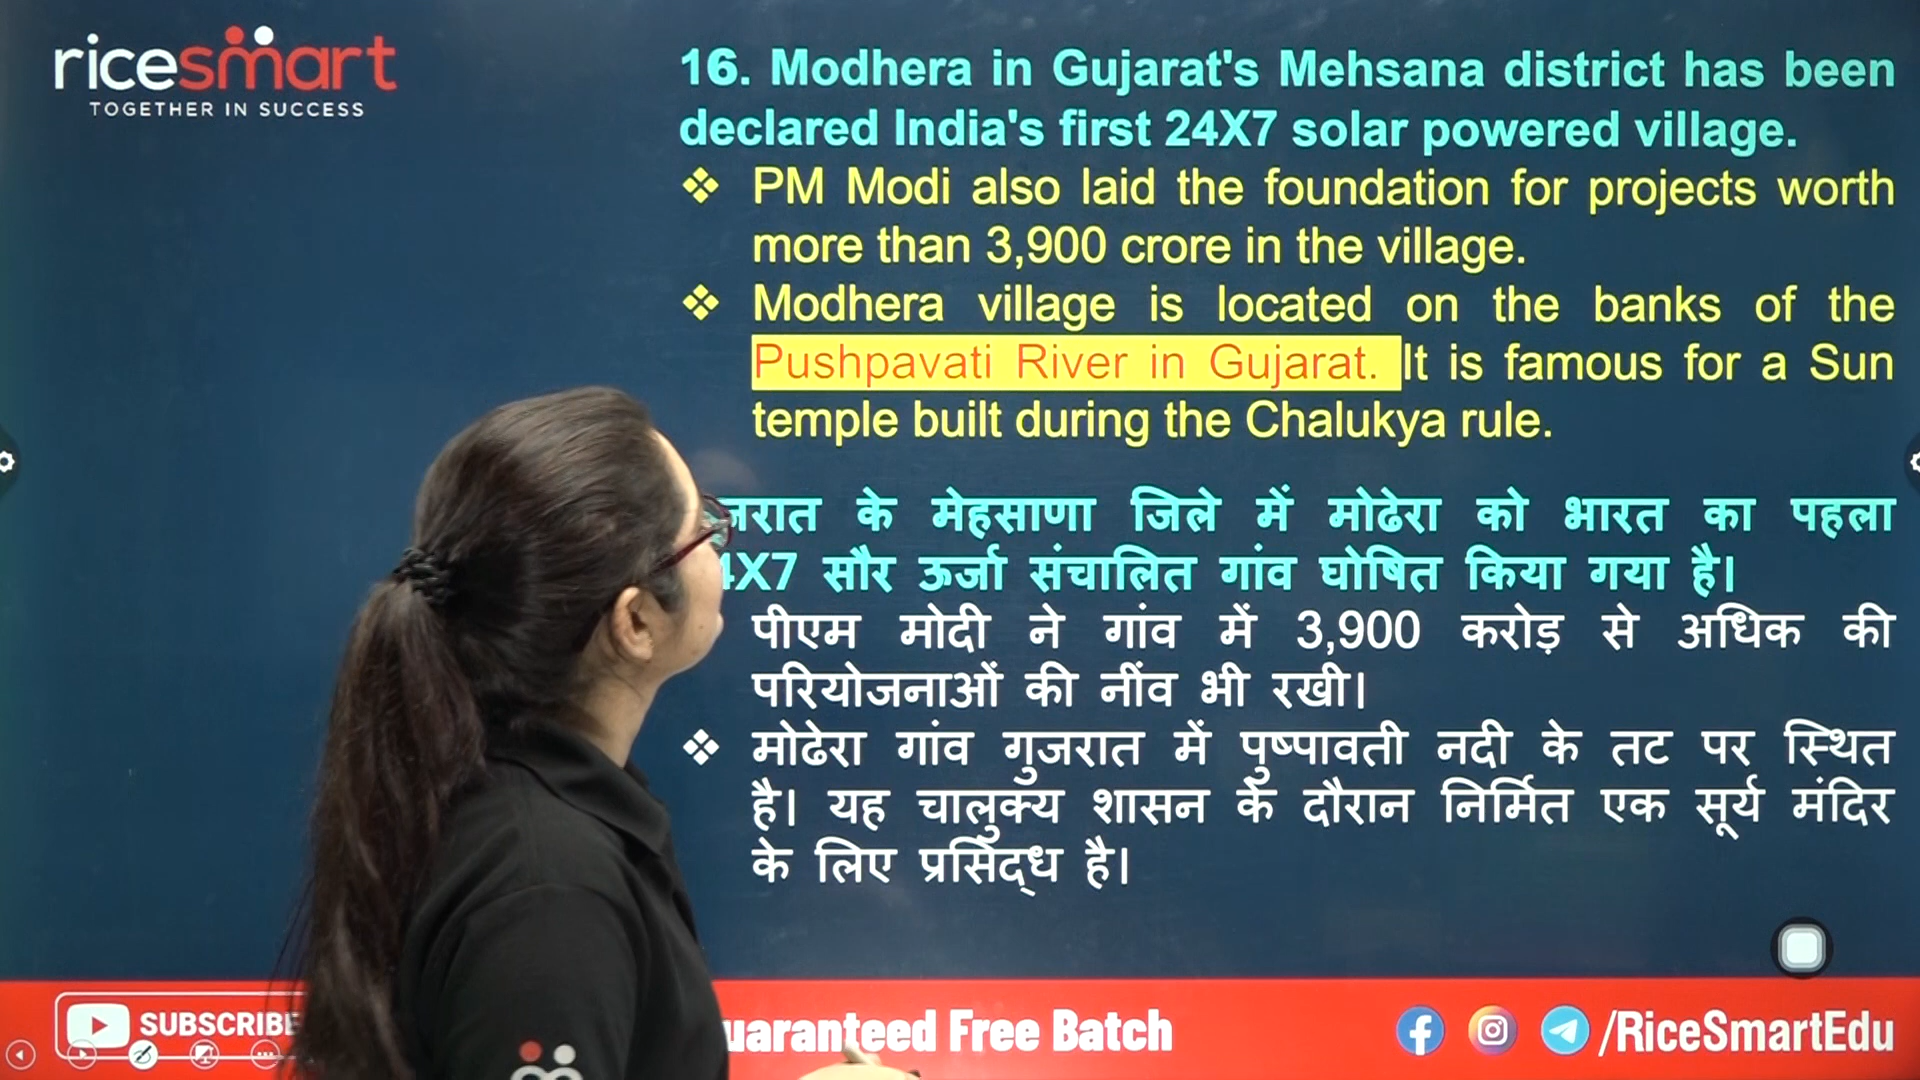 ricesmart
TOGETHER IN SUCCESS
16. Modhera in Gujarat's Mehsana district has been
declared India's first 24X7 solar powered village.
❖ PM Modi also laid the foundation for projects worth
more than 3,900 crore in the village.
❖ Modhera village is located on the banks of the
Pushpavati River in Gujarat. It is famous for a Sun
temple built during the Chalukya rule.
के मेहसाणा जिले में मोढेरा को भारत का पहला
सौर ऊर्जा संचालित गांव घोषित किया गया है।
पीएम मोदी ने गांव में 3,900 करोड़ से अधिक की
परियोजनाओं की नींव भी रखी।
❖ मोढेरा गांव गुजरात में पुष्पावती नदी के तट पर स्थित
है। यह चालुक्य शासन के दौरान निर्मित एक सूर्य मंदिर
के लिए प्रसिद्ध है।
SUBSCRIBE
Free Batch
/RiceSmartEdu